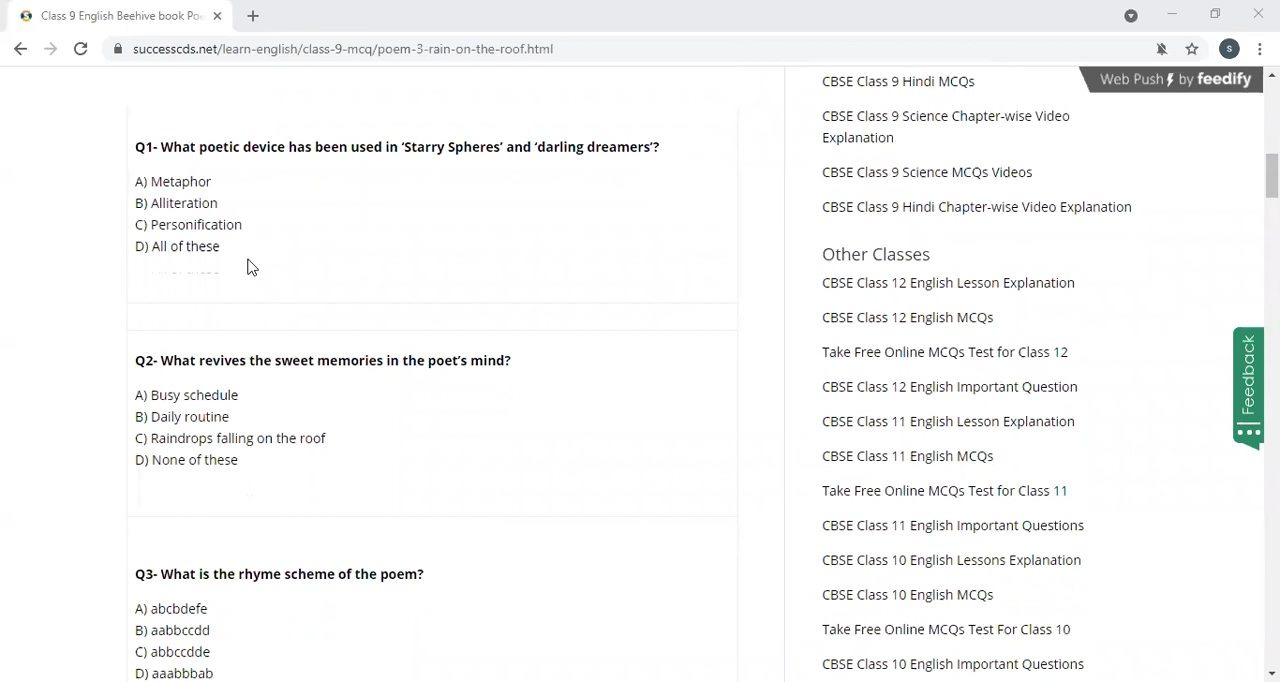 Class 9 English Beehive book Po
successcds.net/learn-english/class-9-mcq/poem-3-rain-on-the-roof.html
S
Web Push by feedify
Q1- What poetic device has been used in ‘Starry Spheres’ and ‘darling dreamers’?
A) Metaphor
B) Alliteration
C) Personification
D) All of these
Q2- What revives the sweet memories in the poet’s mind?
A) Busy schedule
B) Daily routine
C) Raindrops falling on the roof
D) None of these
Q3- What is the rhyme scheme of the poem?
A) abcbdefe
B) aabbccdd
C) abbccdde
D) aaabbbab
CBSE Class 9 Hindi MCQs
CBSE Class 9 Science Chapter-wise Video
Explanation
CBSE Class 9 Science MCQs Videos
CBSE Class 9 Hindi Chapter-wise Video Explanation
Other Classes
CBSE Class 12 English Lesson Explanation
CBSE Class 12 English MCQs
Take Free Online MCQs Test for Class 12
CBSE Class 12 English Important Question
CBSE Class 11 English Lesson Explanation
CBSE Class 11 English MCQs
Take Free Online MCQs Test for Class 11
CBSE Class 11 English Important Questions
CBSE Class 10 English Lessons Explanation
CBSE Class 10 English MCQs
Take Free Online MCQs Test For Class 10
CBSE Class 10 English Important Questions
Feedback